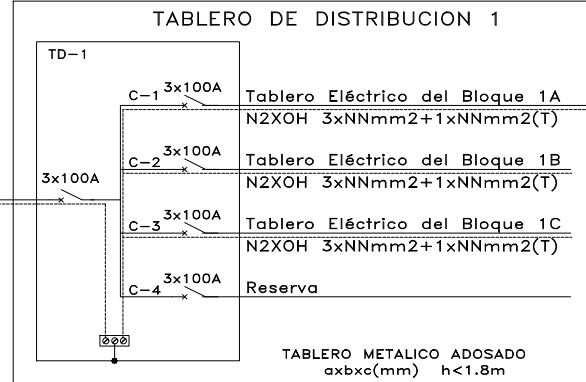 TABLERO DE DISTRIBUCION 1
TD-1
C-1 3x100A Tablero Eléctrico del Bloque 1A
N2XOH 3xNNmm2+1xNNmm2(T)
C-2 3x100A Tablero Eléctrico del Bloque 1B
N2XOH 3xNNmm2+1xNNmm2(T)
3x100A
C-3 3x100A Tablero Eléctrico del Bloque 1C
N2XOH 3xNNmm2+1xNNmm2(T)
C-4 3x100A Reserva
TABLERO METALICO ADOSADO
axbxc(mm) h<1.8m